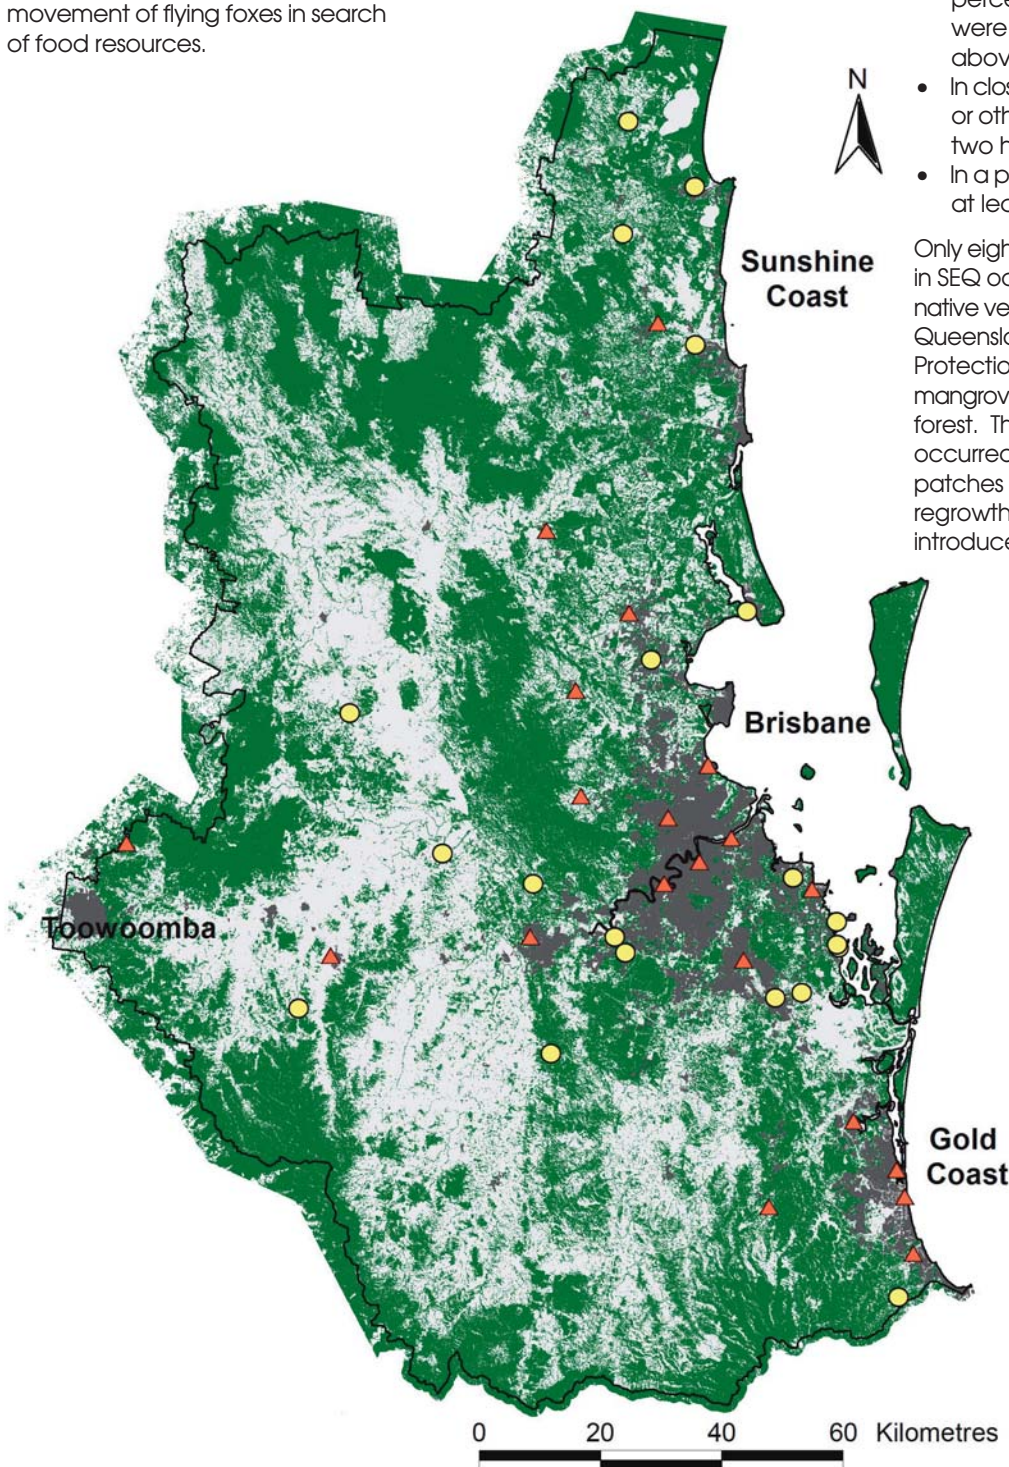 movement of flying foxes in search
of food resources.
were
N
In clos
or oth
two h
In a p
at lea
Only eigh
in SEQ oc
native ve
Queensla
Protectio
mangrov
forest. Th
occurred
patches
regrowth
introduce
Sunshine
Coast
Brisbane
Toowoomba
Gold
Coast
0 20 40 60 Kilometres